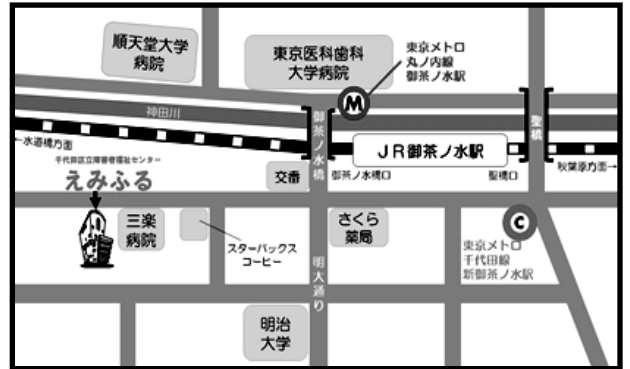 順天堂大学
病院
東京医科歯科
大学病院
東京メトロ
丸ノ内線
御茶ノ水駅
M
神田川
御茶ノ水橋
聖橋
←水道橋方面
JR御茶ノ水駅
秋葉原方面→
千代田区立障害者福祉センター
えみふる
交番
御茶ノ水橋口
聖橋口
三楽
病院
スターバックス
コーヒー
さくら
薬局
C
東京メトロ
千代田線
新御茶ノ水駅
明大通り
明治
大学